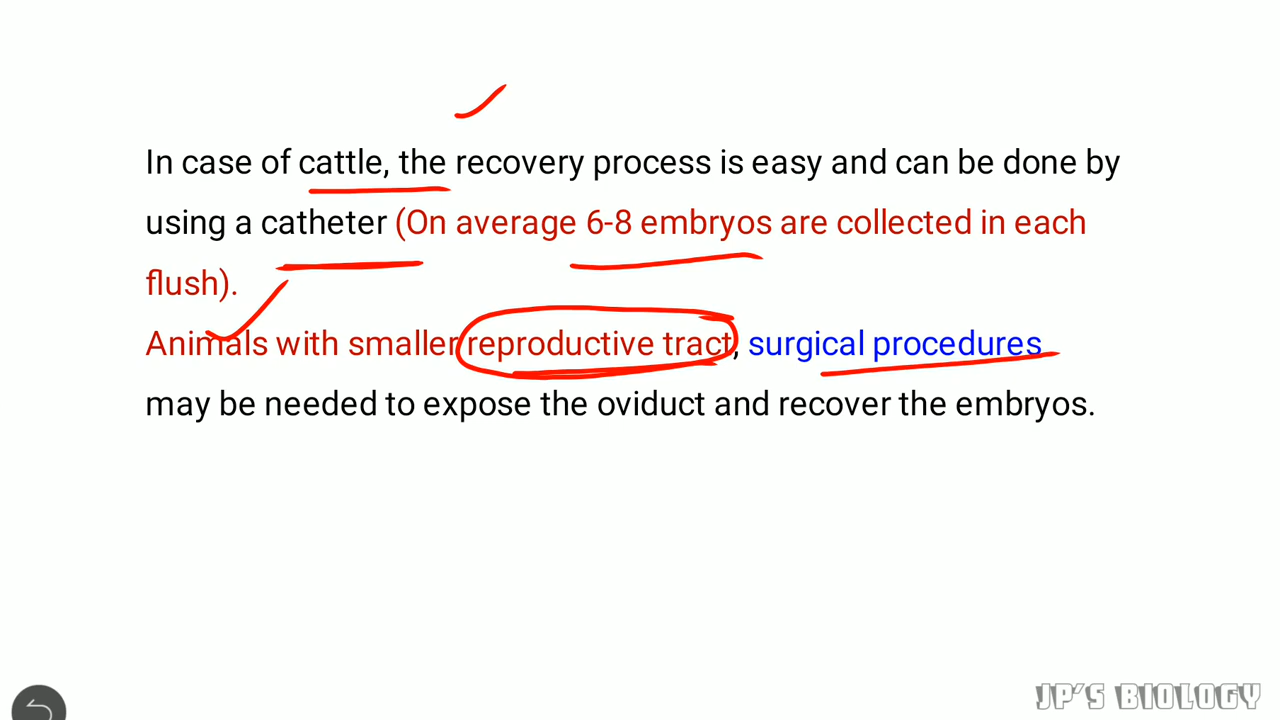 In case of cattle, the recovery process is easy and can be done by
using a catheter (On average 6-8 embryos are collected in each
flush).
Animals with smaller reproductive tract, surgical procedures
may be needed to expose the oviduct and recover the embryos.
JP'S BIOLOGY